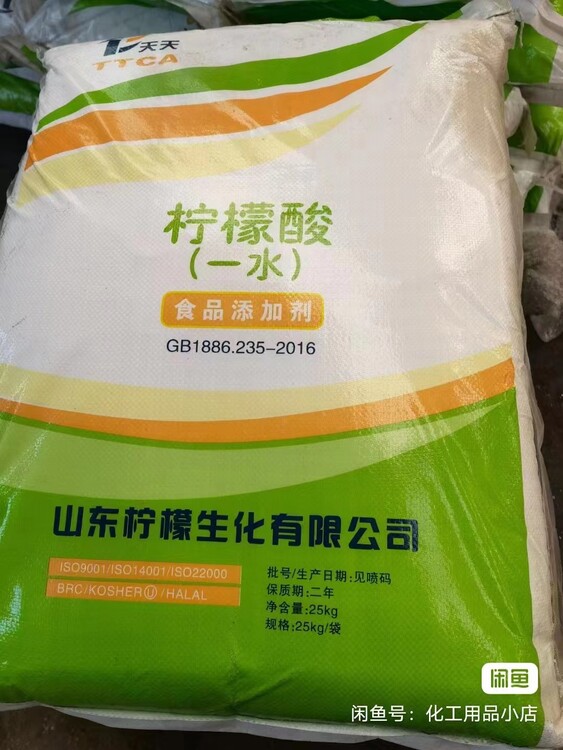 天天
TTCA
柠檬酸
(一水)
食品添加剂
GB1886.235-2016
山东柠檬生化有限公司
ISO9001/ISO14001/ISO22000
BRC/KOSHERⓊ/HALAL
批号/生产日期:见喷码
保质期:二年
净含量:25kg
规格:25kg/袋
闲鱼
闲鱼号:化工用品小店